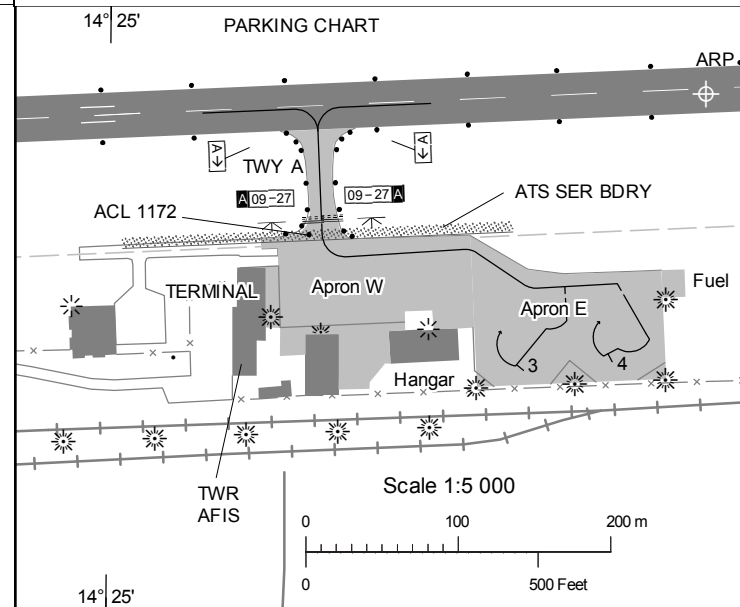 14° 25'
PARKING CHART
ARP
A
A
TWY A
A 09-27
09-27 A
ATS SER BDRY
ACL 1172
TERMINAL
Apron W
Apron E
Fuel
3
4
Hangar
TWR
AFIS
Scale 1:5 000
0 100 200 m
0 500 Feet
14° 25'